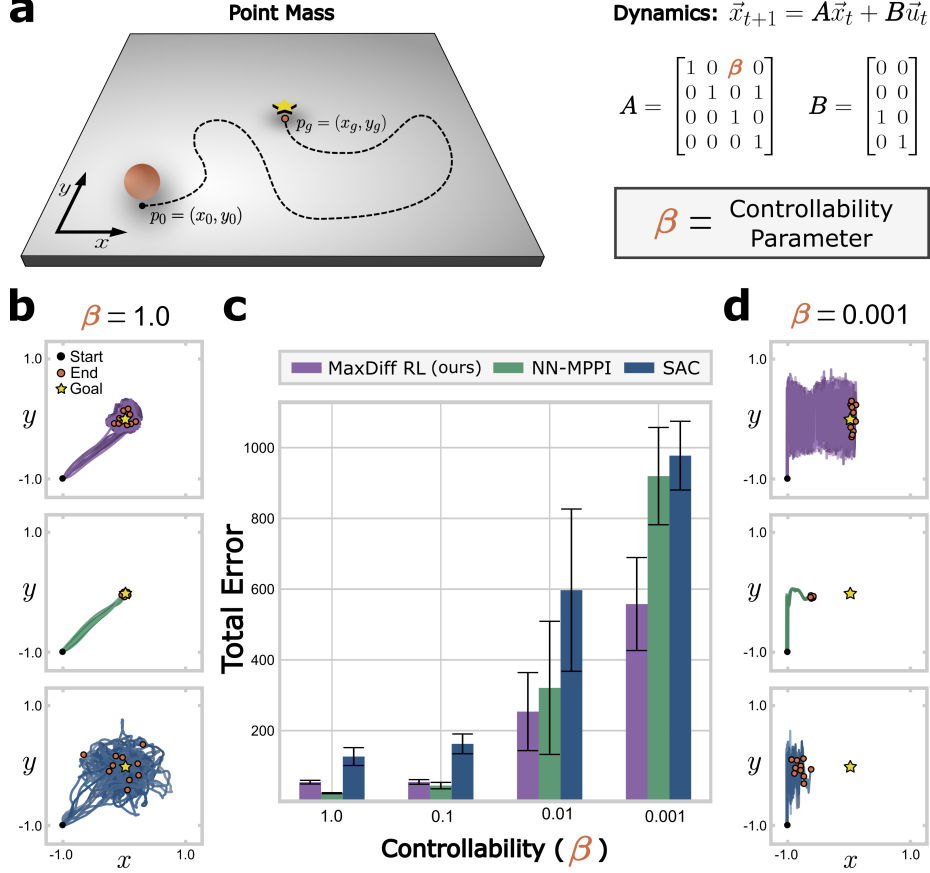 a
Point Mass
p_g = (x_g, y_g)
p_0 = (x_0, y_0)
y
x
Dynamics: x⃗_{t+1} = Ax⃗_t + Bu⃗_t
A = [1 0 β 0
0 1 0 1
0 0 1 0
0 0 0 1]
B = [0 0
0 0
1 0
0 1]
β = Controllability
Parameter
b
β = 1.0
1.0
Start
End
Goal
y
-1.0
1.0
y
-1.0
1.0
y
-1.0
-1.0 x 1.0
c
MaxDiff RL (ours) NN-MPPI SAC
Total Error
1000
800
600
400
200
1.0 0.1 0.01 0.001
Controllability (β)
d
β = 0.001
1.0
y
-1.0
1.0
y
-1.0
1.0
y
-1.0
-1.0 x 1.0